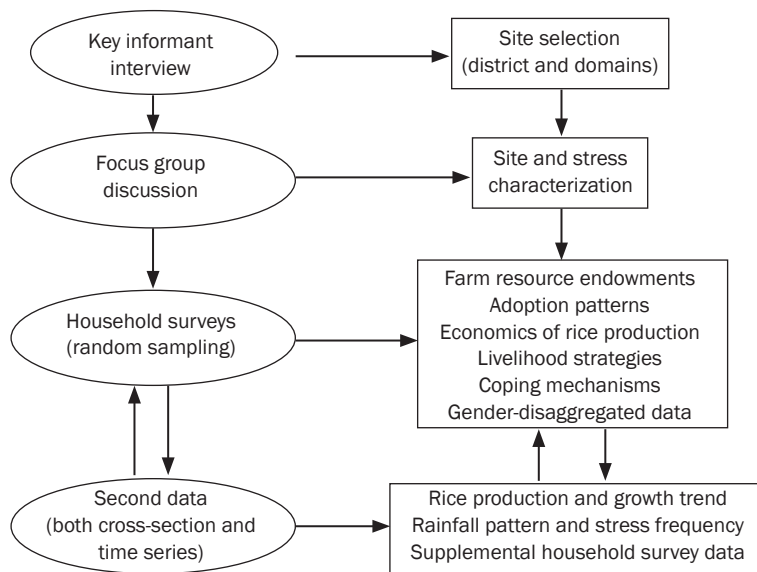 Key informant
interview
Site selection
(district and domains)
Focus group
discussion
Site and stress
characterization
Household surveys
(random sampling)
Farm resource endowments
Adoption patterns
Economics of rice production
Livelihood strategies
Coping mechanisms
Gender-disaggregated data
Second data
(both cross-section and
time series)
Rice production and growth trend
Rainfall pattern and stress frequency
Supplemental household survey data